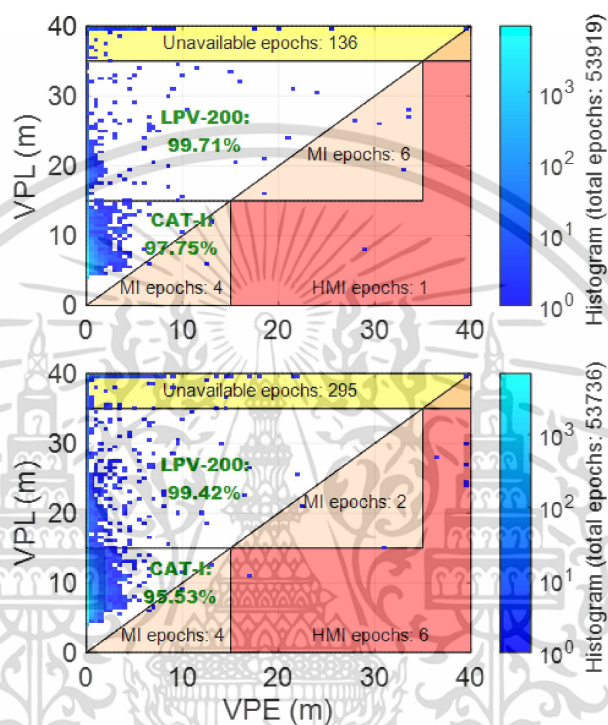 40
Unavailable epochs: 136
30
LPV-200:
99.71%
MI epochs: 6
VPL (m)
20
CAT-I:
97.75%
10
MI epochs: 4
HMI epochs: 1
0
0 10 20 30 40
10^3
10^2
10^1
10^0
Histogram (total epochs: 53919)
40
Unavailable epochs: 295
30
LPV-200:
99.42%
MI epochs: 2
VPL (m)
20
CAT-I:
95.53%
10
MI epochs: 4
HMI epochs: 6
0
0 10 20 30 40
VPE (m)
10^3
10^2
10^1
10^0
Histogram (total epochs: 53736)